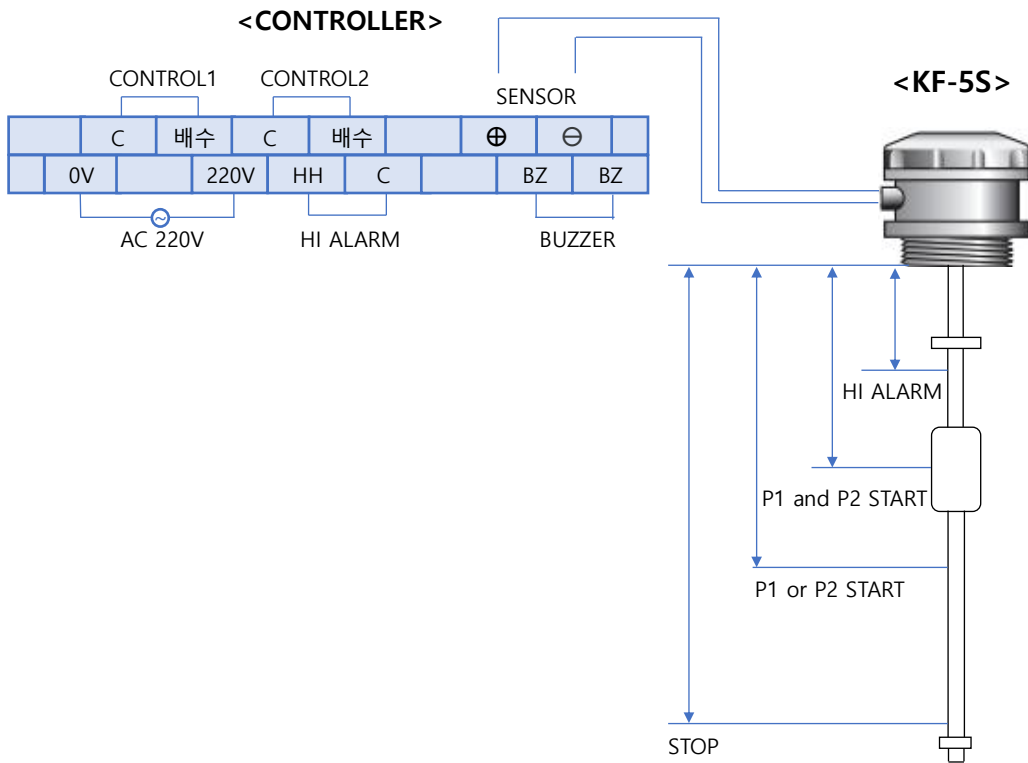 <CONTROLLER>
CONTROL1 CONTROL2
SENSOR
<KF-5S>
C 배수 C 배수 ⊕ ⊖
0V 220V HH C BZ BZ
~
AC 220V HI ALARM BUZZER
HI ALARM
P1 and P2 START
P1 or P2 START
STOP